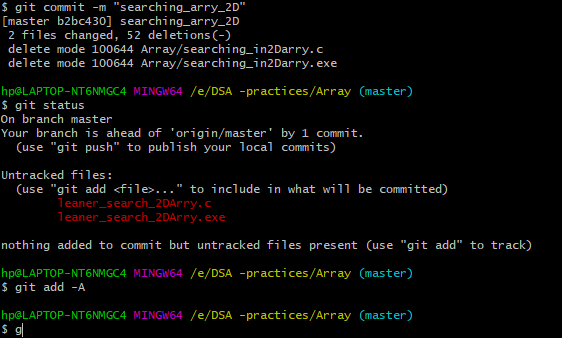 $ git commit -m "searching_arry_2D"
[master b2bc430] searching_arry_2D
 2 files changed, 52 deletions(-)
 delete mode 100644 Array/searching_in2Darry.c
 delete mode 100644 Array/searching_in2Darry.exe

hp@LAPTOP-NT6NMGC4 MINGW64 /e/DSA -practices/Array (master)
$ git status
On branch master
Your branch is ahead of 'origin/master' by 1 commit.
  (use "git push" to publish your local commits)

Untracked files:
  (use "git add <file>..." to include in what will be committed)
        leaner_search_2DArry.c
        leaner_search_2DArry.exe

nothing added to commit but untracked files present (use "git add" to track)

hp@LAPTOP-NT6NMGC4 MINGW64 /e/DSA -practices/Array (master)
$ git add -A

hp@LAPTOP-NT6NMGC4 MINGW64 /e/DSA -practices/Array (master)
$ g